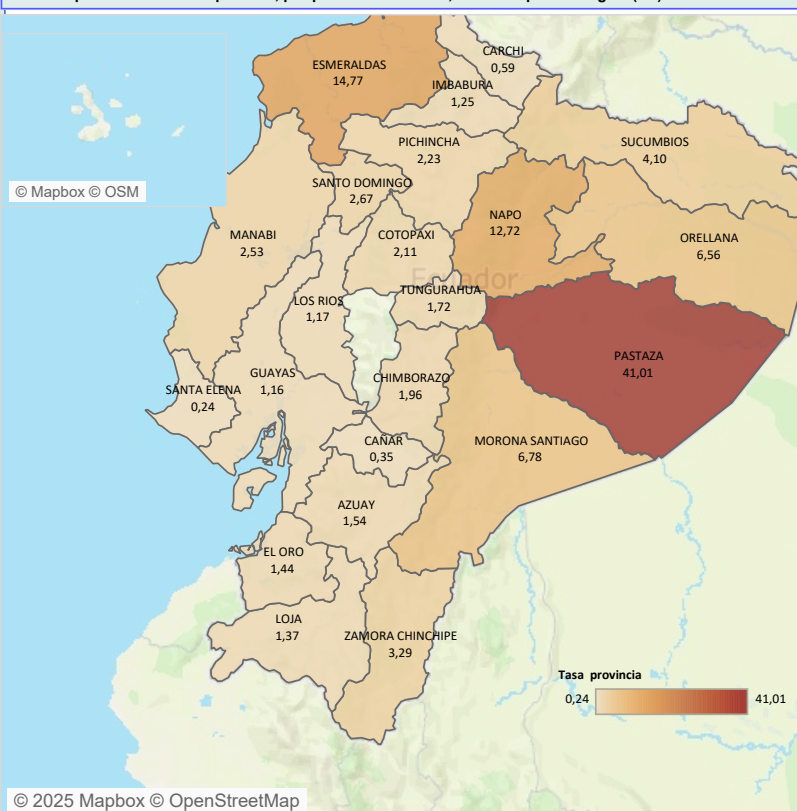 CARCHI
0,59
ESMERALDAS
14,77
IMBABURA
1,25
PICHINCHA
2,23
SUCUMBIOS
4,10
© Mapbox © OSM
SANTO DOMINGO
2,67
NAPO
12,72
MANABI
2,53
COTOPAXI
2,11
ORELLANA
6,56
Ecuador
TUNGURAHUA
1,72
LOS RIOS
1,17
PASTAZA
41,01
GUAYAS
1,16
CHIMBORAZO
1,96
SANTA ELENA
0,24
CAÑAR
0,35
MORONA SANTIAGO
6,78
AZUAY
1,54
EL ORO
1,44
LOJA
1,37
ZAMORA CHINCHIPE
3,29
Tasa provincia
0,24
41,01
© 2025 Mapbox © OpenStreetMap